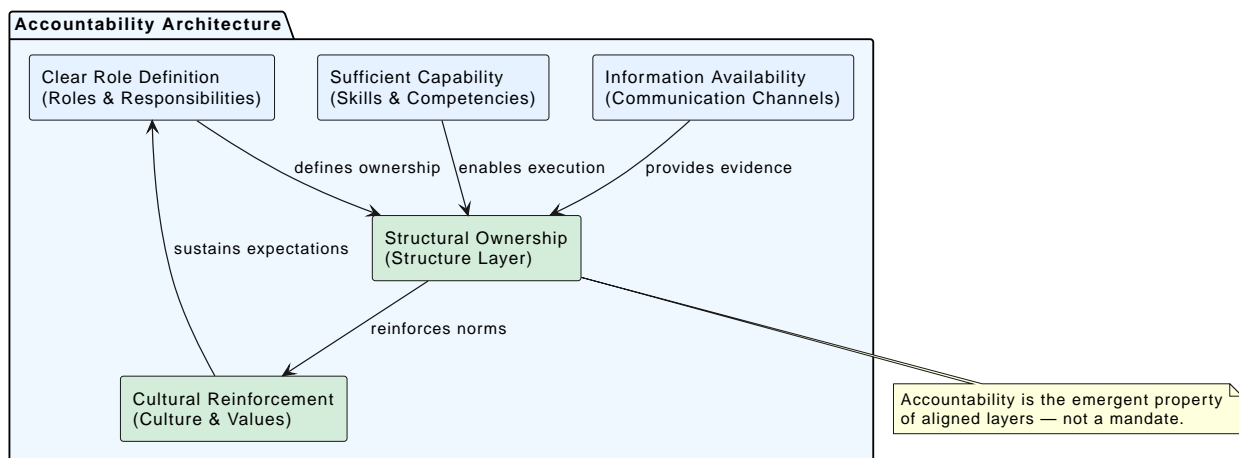 Accountability Architecture
Clear Role Definition
(Roles & Responsibilities)
Sufficient Capability
(Skills & Competencies)
Information Availability
(Communication Channels)
defines ownership
enables execution
provides evidence
Structural Ownership
(Structure Layer)
sustains expectations
reinforces norms
Cultural Reinforcement
(Culture & Values)
Accountability is the emergent property
of aligned layers — not a mandate.